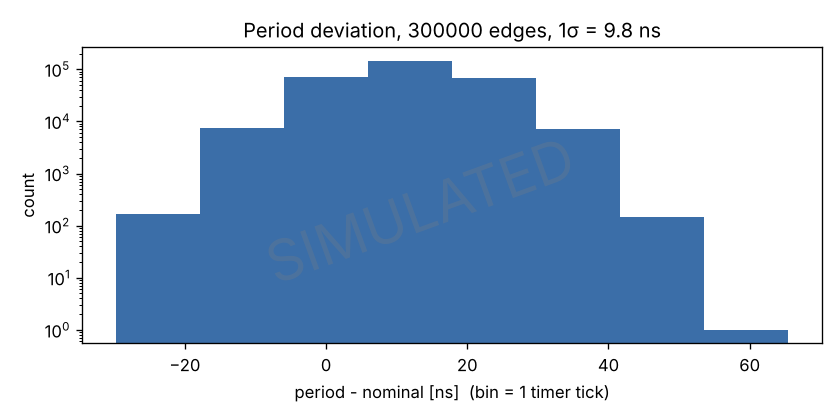 Period deviation, 300000 edges, 1σ = 9.8 ns
10⁵
10⁴
10³
10²
10¹
10⁰
count
SIMULATED
−20 0 20 40 60
period - nominal [ns]  (bin = 1 timer tick)